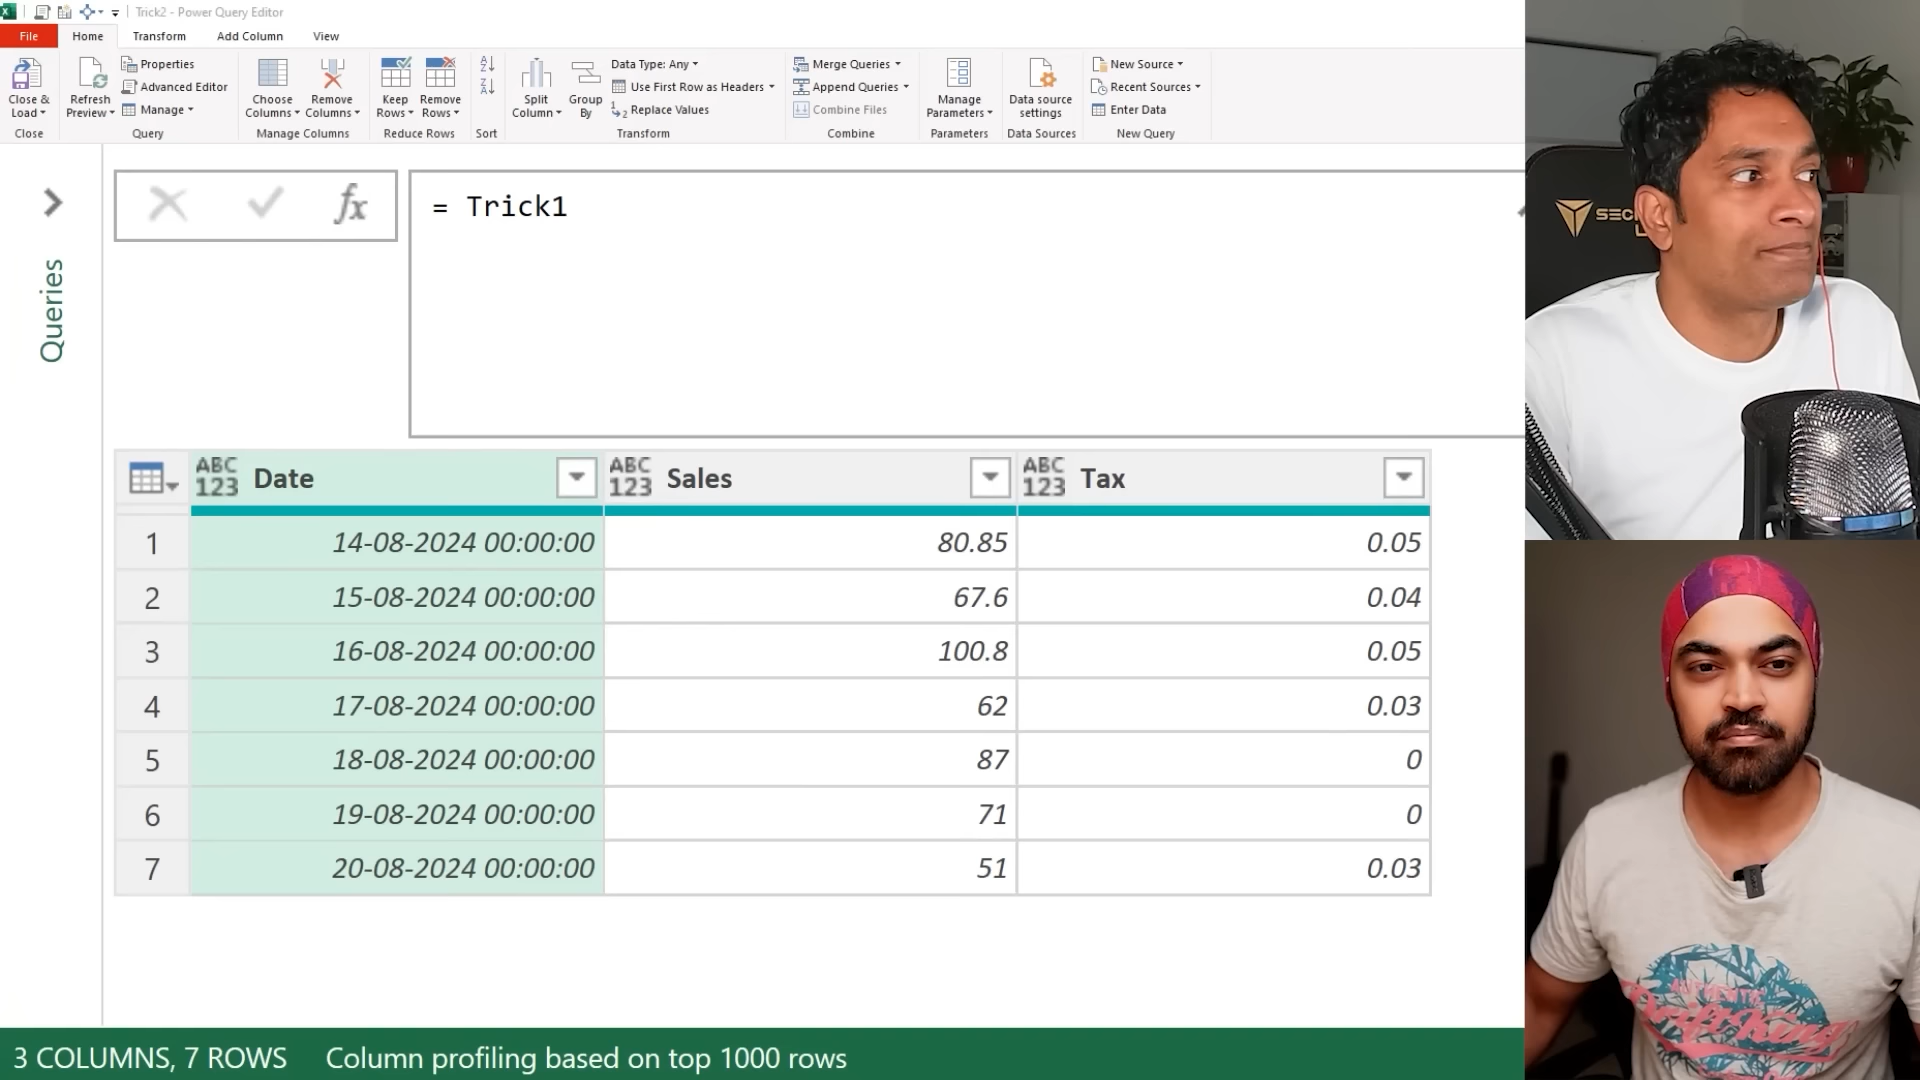 Trick2 - Power Query Editor
File Home Transform Add Column View
Close & Load
Close
Refresh Preview
Properties
Advanced Editor
Manage
Query
Choose Columns
Remove Columns
Manage Columns
Keep Rows
Remove Rows
Reduce Rows
Sort
Split Column
Group By
Data Type: Any
Use First Row as Headers
Replace Values
Transform
Merge Queries
Append Queries
Combine Files
Combine
Manage Parameters
Parameters
Data source settings
Data Sources
New Source
Recent Sources
Enter Data
New Query
fx
= Trick1
Queries
ABC 123 Date ABC 123 Sales ABC 123 Tax
1 14-08-2024 00:00:00 80.85 0.05
2 15-08-2024 00:00:00 67.6 0.04
3 16-08-2024 00:00:00 100.8 0.05
4 17-08-2024 00:00:00 62 0.03
5 18-08-2024 00:00:00 87 0
6 19-08-2024 00:00:00 71 0
7 20-08-2024 00:00:00 51 0.03
3 COLUMNS, 7 ROWS Column profiling based on top 1000 rows